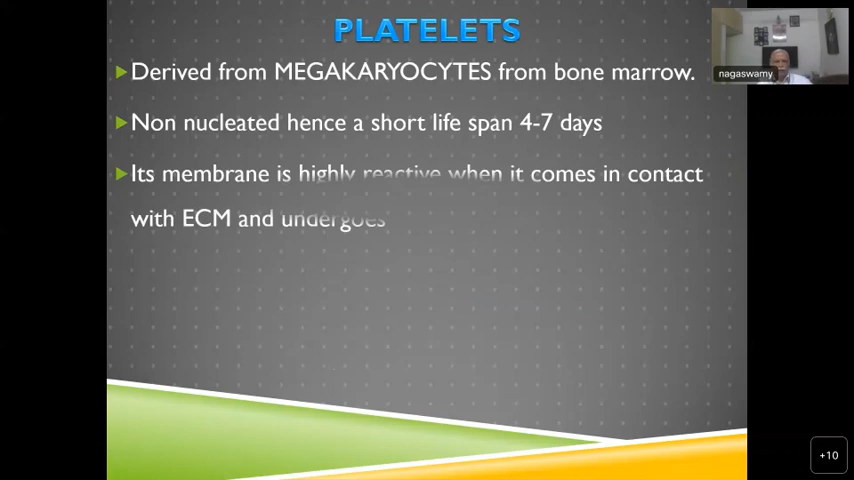 PLATELETS
nagaswamy
Derived from MEGAKARYOCYTES from bone marrow.
Non nucleated hence a short life span 4-7 days
Its membrane is highly reactive when it comes in contact
with ECM and undergoes
+10